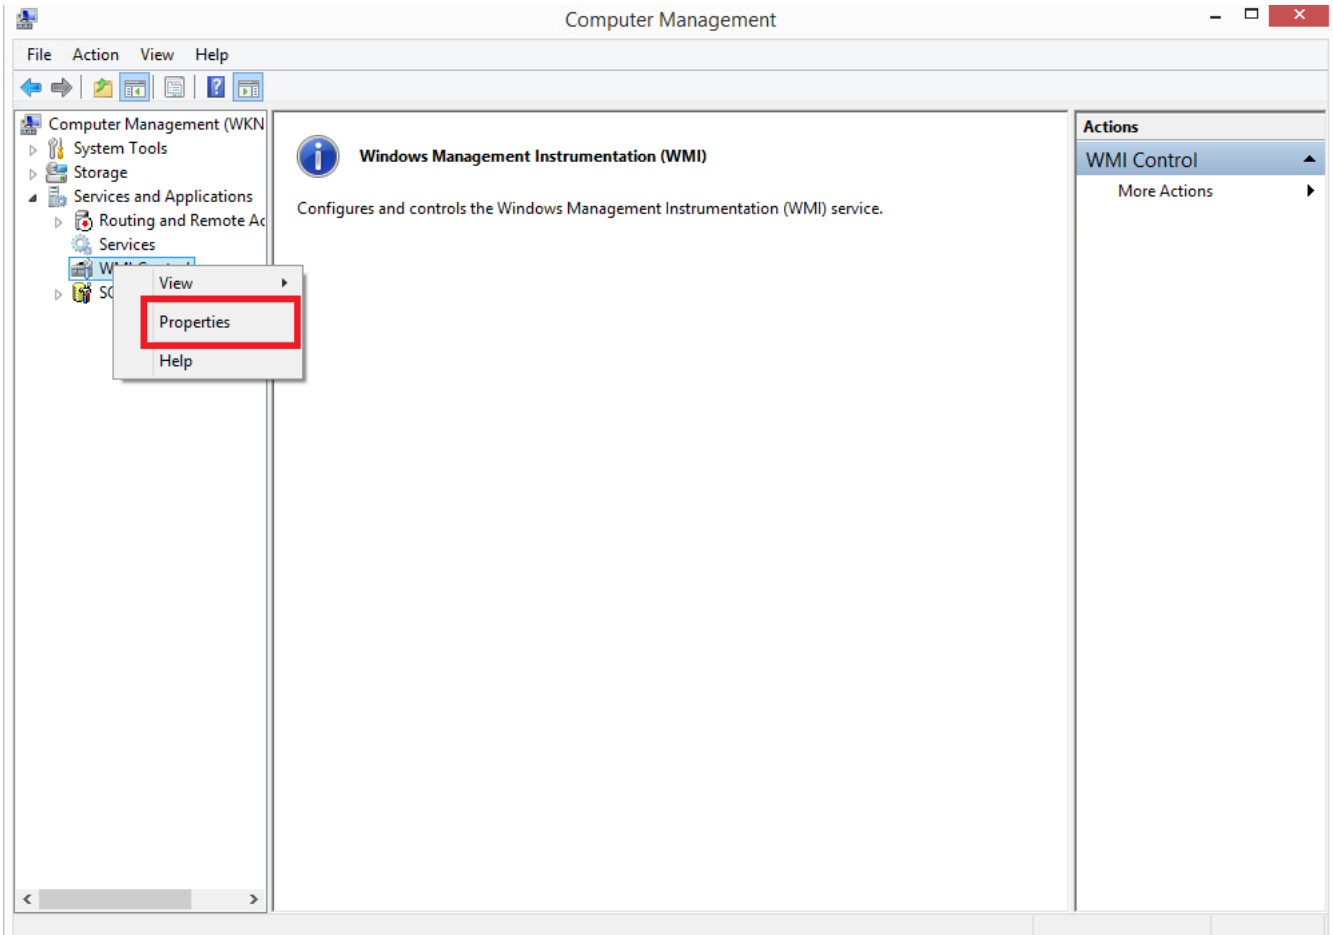 Computer Management
File Action View Help
Computer Management (WKN
System Tools
Storage
Services and Applications
Routing and Remote Ac
Services
WMI Control
View
Properties
Help
Windows Management Instrumentation (WMI)
Configures and controls the Windows Management Instrumentation (WMI) service.
Actions
WMI Control
More Actions